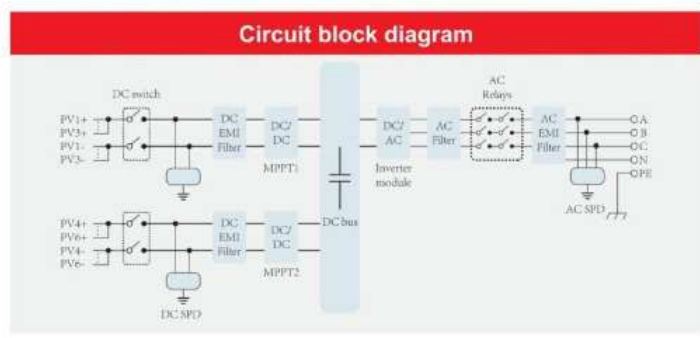 Circuit block diagram
DC switch
PV1+
PV3+
PV1-
PV3-
DC
EMI
Filter
DC/
DC
MPPT1
PV4+
PV6+
PV4-
PV6-
DC
EMI
Filter
DC/
DC
MPPT2
DC SPD
DC bus
DC/
AC
Inverter
module
AC
Filter
AC
Relays
AC
EMI
Filter
A
B
C
N
PE
AC SPD